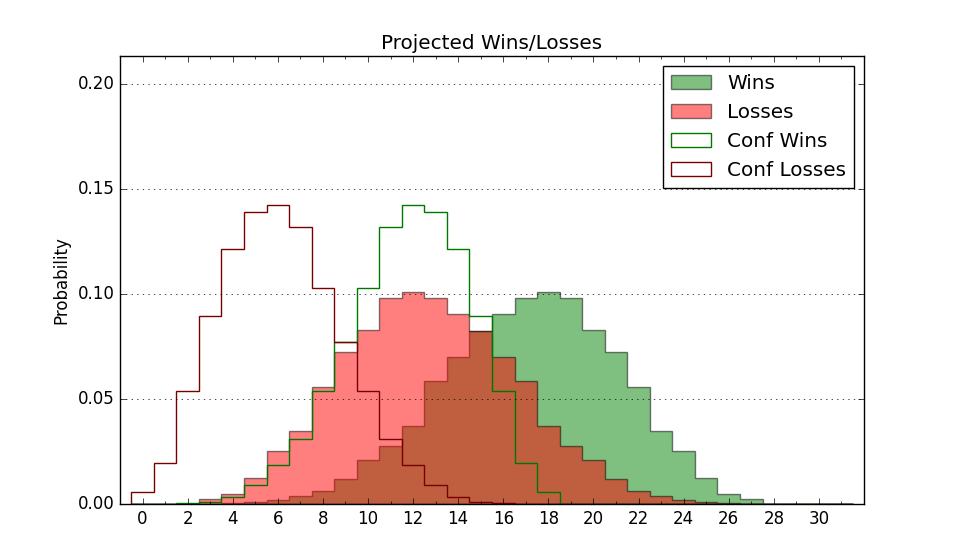 Projected Wins/Losses
Wins
Losses
Conf Wins
Conf Losses
Probability
0.20
0.15
0.10
0.05
0.00
0 2 4 6 8 10 12 14 16 18 20 22 24 26 28 30